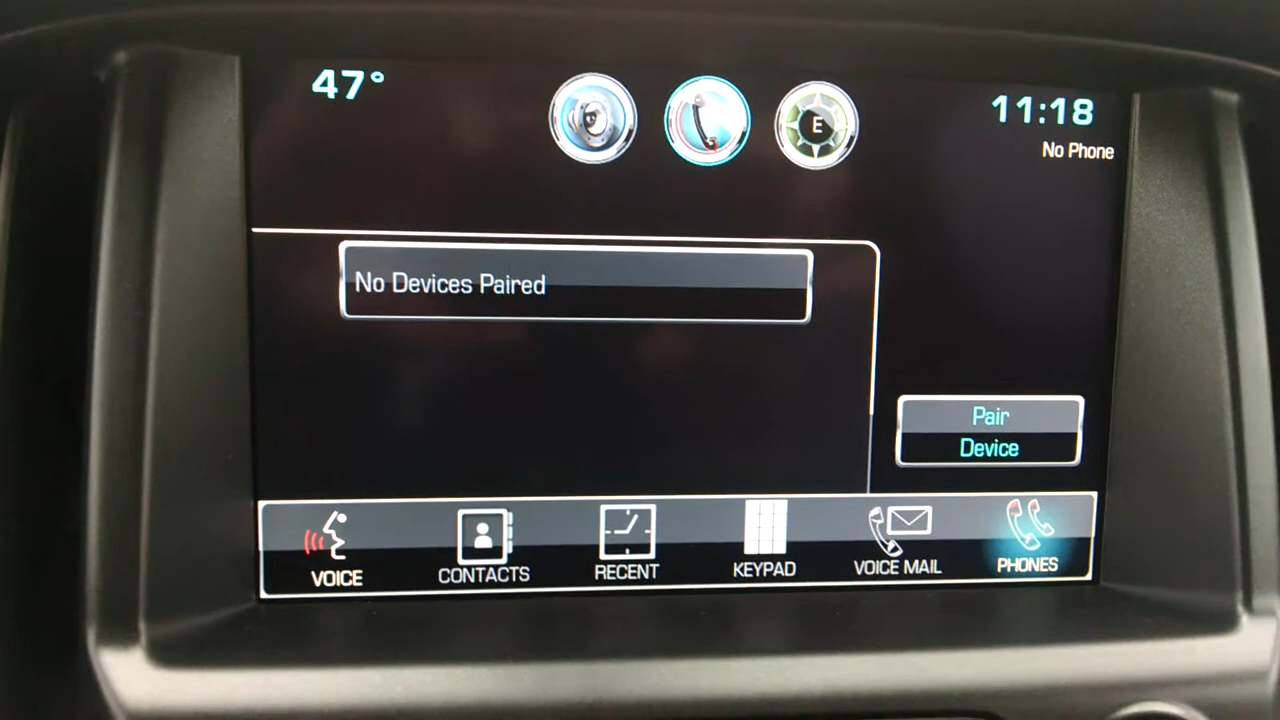 47°
E
11:18
No Phone
No Devices Paired
Pair
Device
VOICE
CONTACTS
RECENT
KEYPAD
VOICE MAIL
PHONES